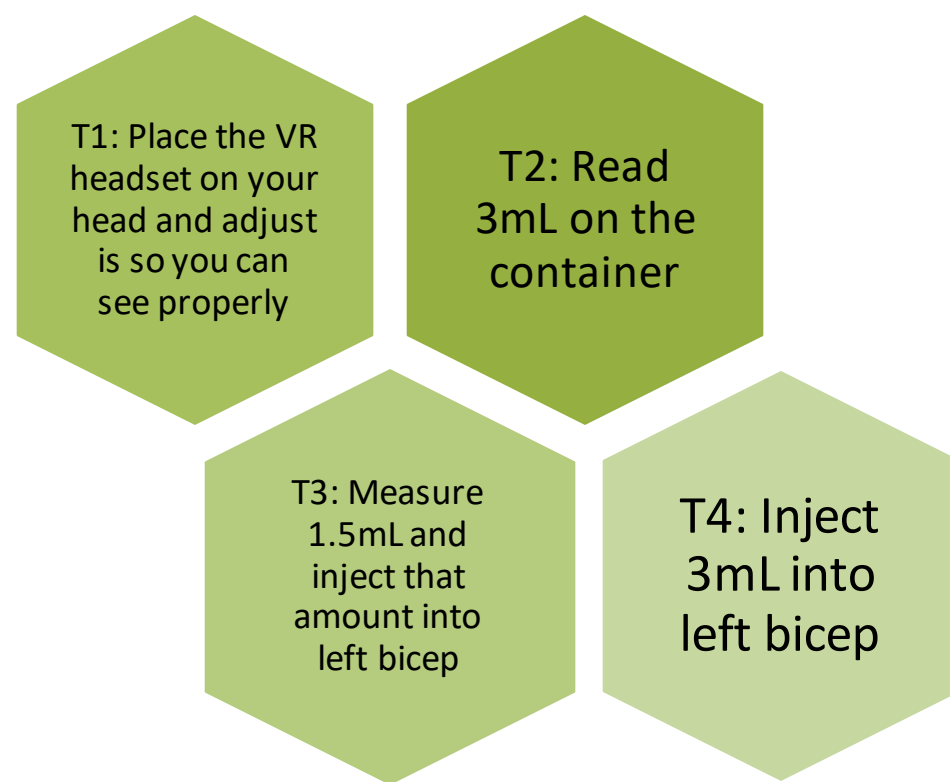 T1: Place the VR
headset on your
head and adjust
is so you can
see properly
T2: Read
3mL on the
container
T3: Measure
1.5mL and
inject that
amount into
left bicep
T4: Inject
3mL into
left bicep